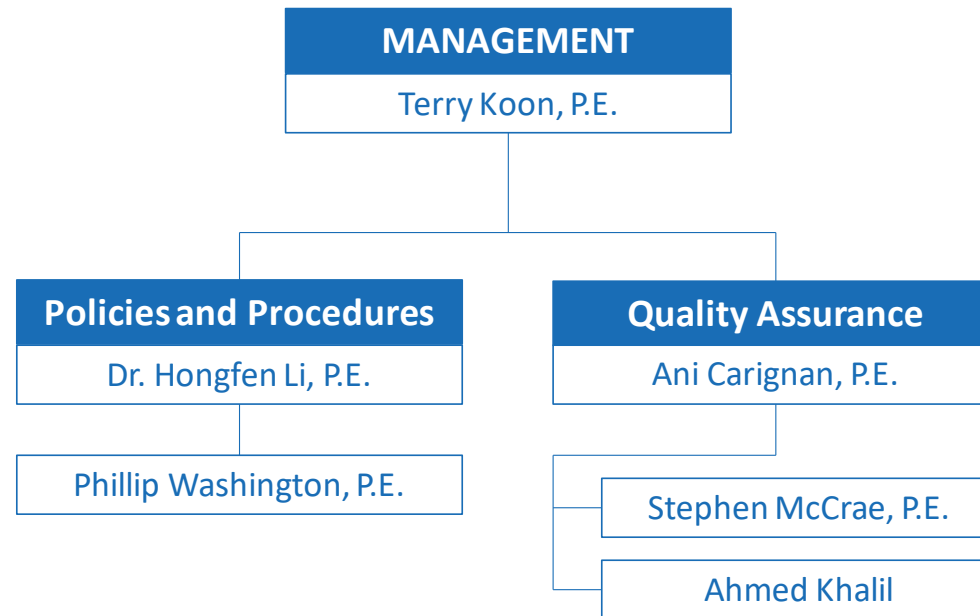 MANAGEMENT
Terry Koon, P.E.
Policies and Procedures
Dr. Hongfen Li, P.E.
Phillip Washington, P.E.
Quality Assurance
Ani Carignan, P.E.
Stephen McCrae, P.E.
Ahmed Khalil